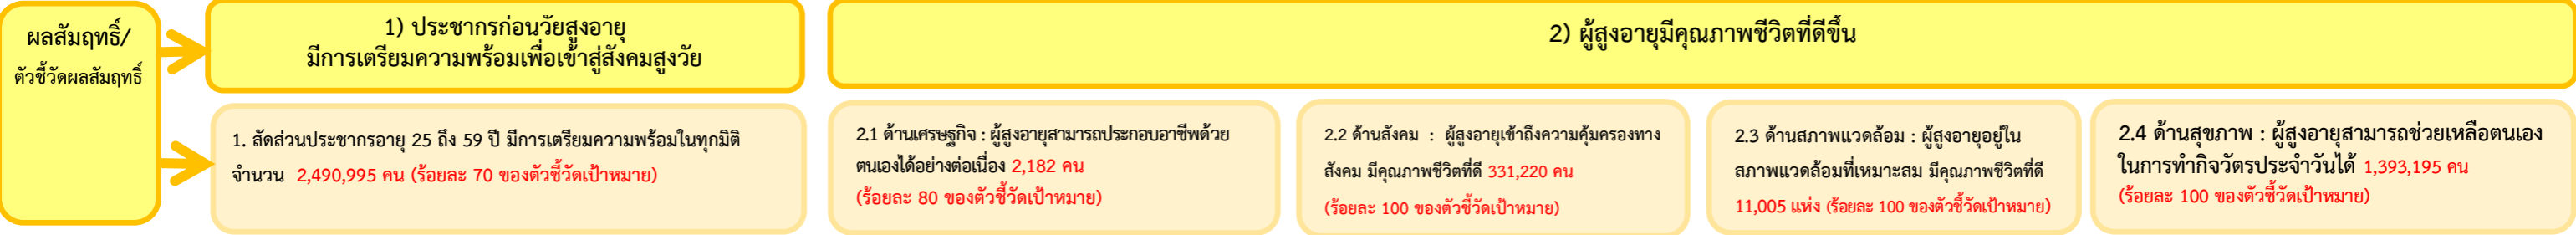 ผลสัมฤทธิ์/
ตัวชี้วัดผลสัมฤทธิ์
1) ประชากรก่อนวัยสูงอายุ
มีการเตรียมความพร้อมเพื่อเข้าสู่สังคมสูงวัย
2) ผู้สูงอายุมีคุณภาพชีวิตที่ดีขึ้น
1. สัดส่วนประชากรอายุ 25 ถึง 59 ปี มีการเตรียมความพร้อมในทุกมิติ
จำนวน 2,490,995 คน (ร้อยละ 70 ของตัวชี้วัดเป้าหมาย)
2.1 ด้านเศรษฐกิจ : ผู้สูงอายุสามารถประกอบอาชีพด้วย
ตนเองได้อย่างต่อเนื่อง 2,182 คน
(ร้อยละ 80 ของตัวชี้วัดเป้าหมาย)
2.2 ด้านสังคม : ผู้สูงอายุเข้าถึงความคุ้มครองทาง
สังคม มีคุณภาพชีวิตที่ดี 331,220 คน
(ร้อยละ 100 ของตัวชี้วัดเป้าหมาย)
2.3 ด้านสภาพแวดล้อม : ผู้สูงอายุอยู่ใน
สภาพแวดล้อมที่เหมาะสม มีคุณภาพชีวิตที่ดี
11,005 แห่ง (ร้อยละ 100 ของตัวชี้วัดเป้าหมาย)
2.4 ด้านสุขภาพ : ผู้สูงอายุสามารถช่วยเหลือตนเอง
ในการทำกิจวัตรประจำวันได้ 1,393,195 คน
(ร้อยละ 100 ของตัวชี้วัดเป้าหมาย)